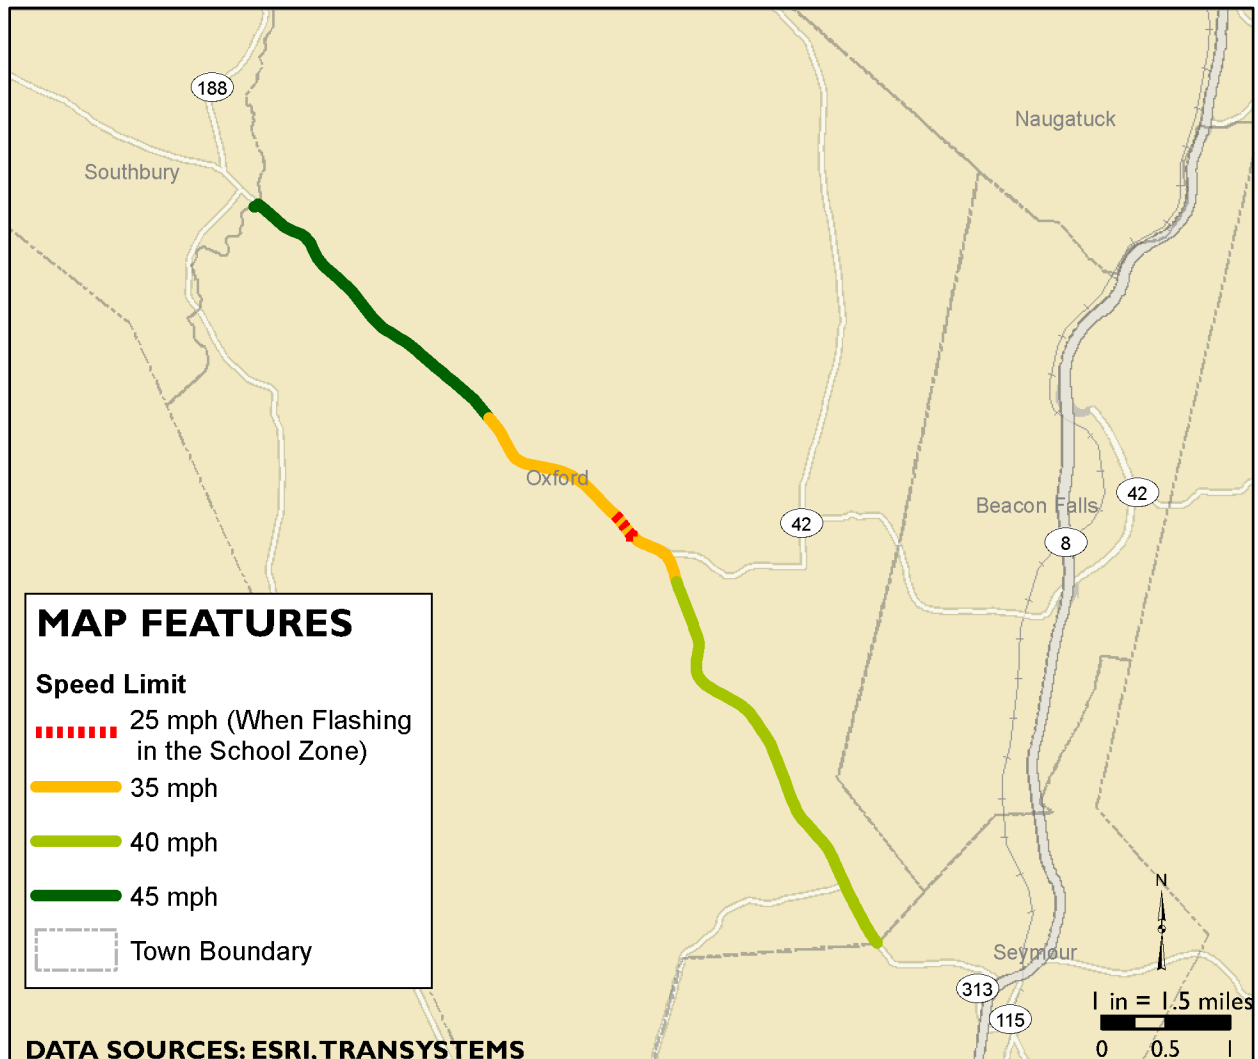 188
Naugatuck
Southbury
Oxford
42
Beacon Falls
42
8
MAP FEATURES
Speed Limit
25 mph (When Flashing
in the School Zone)
35 mph
40 mph
45 mph
Town Boundary
N
Seymour
313
115
1 in = 1.5 miles
0 0.5 1
DATA SOURCES: ESRI, TRANSYSTEMS